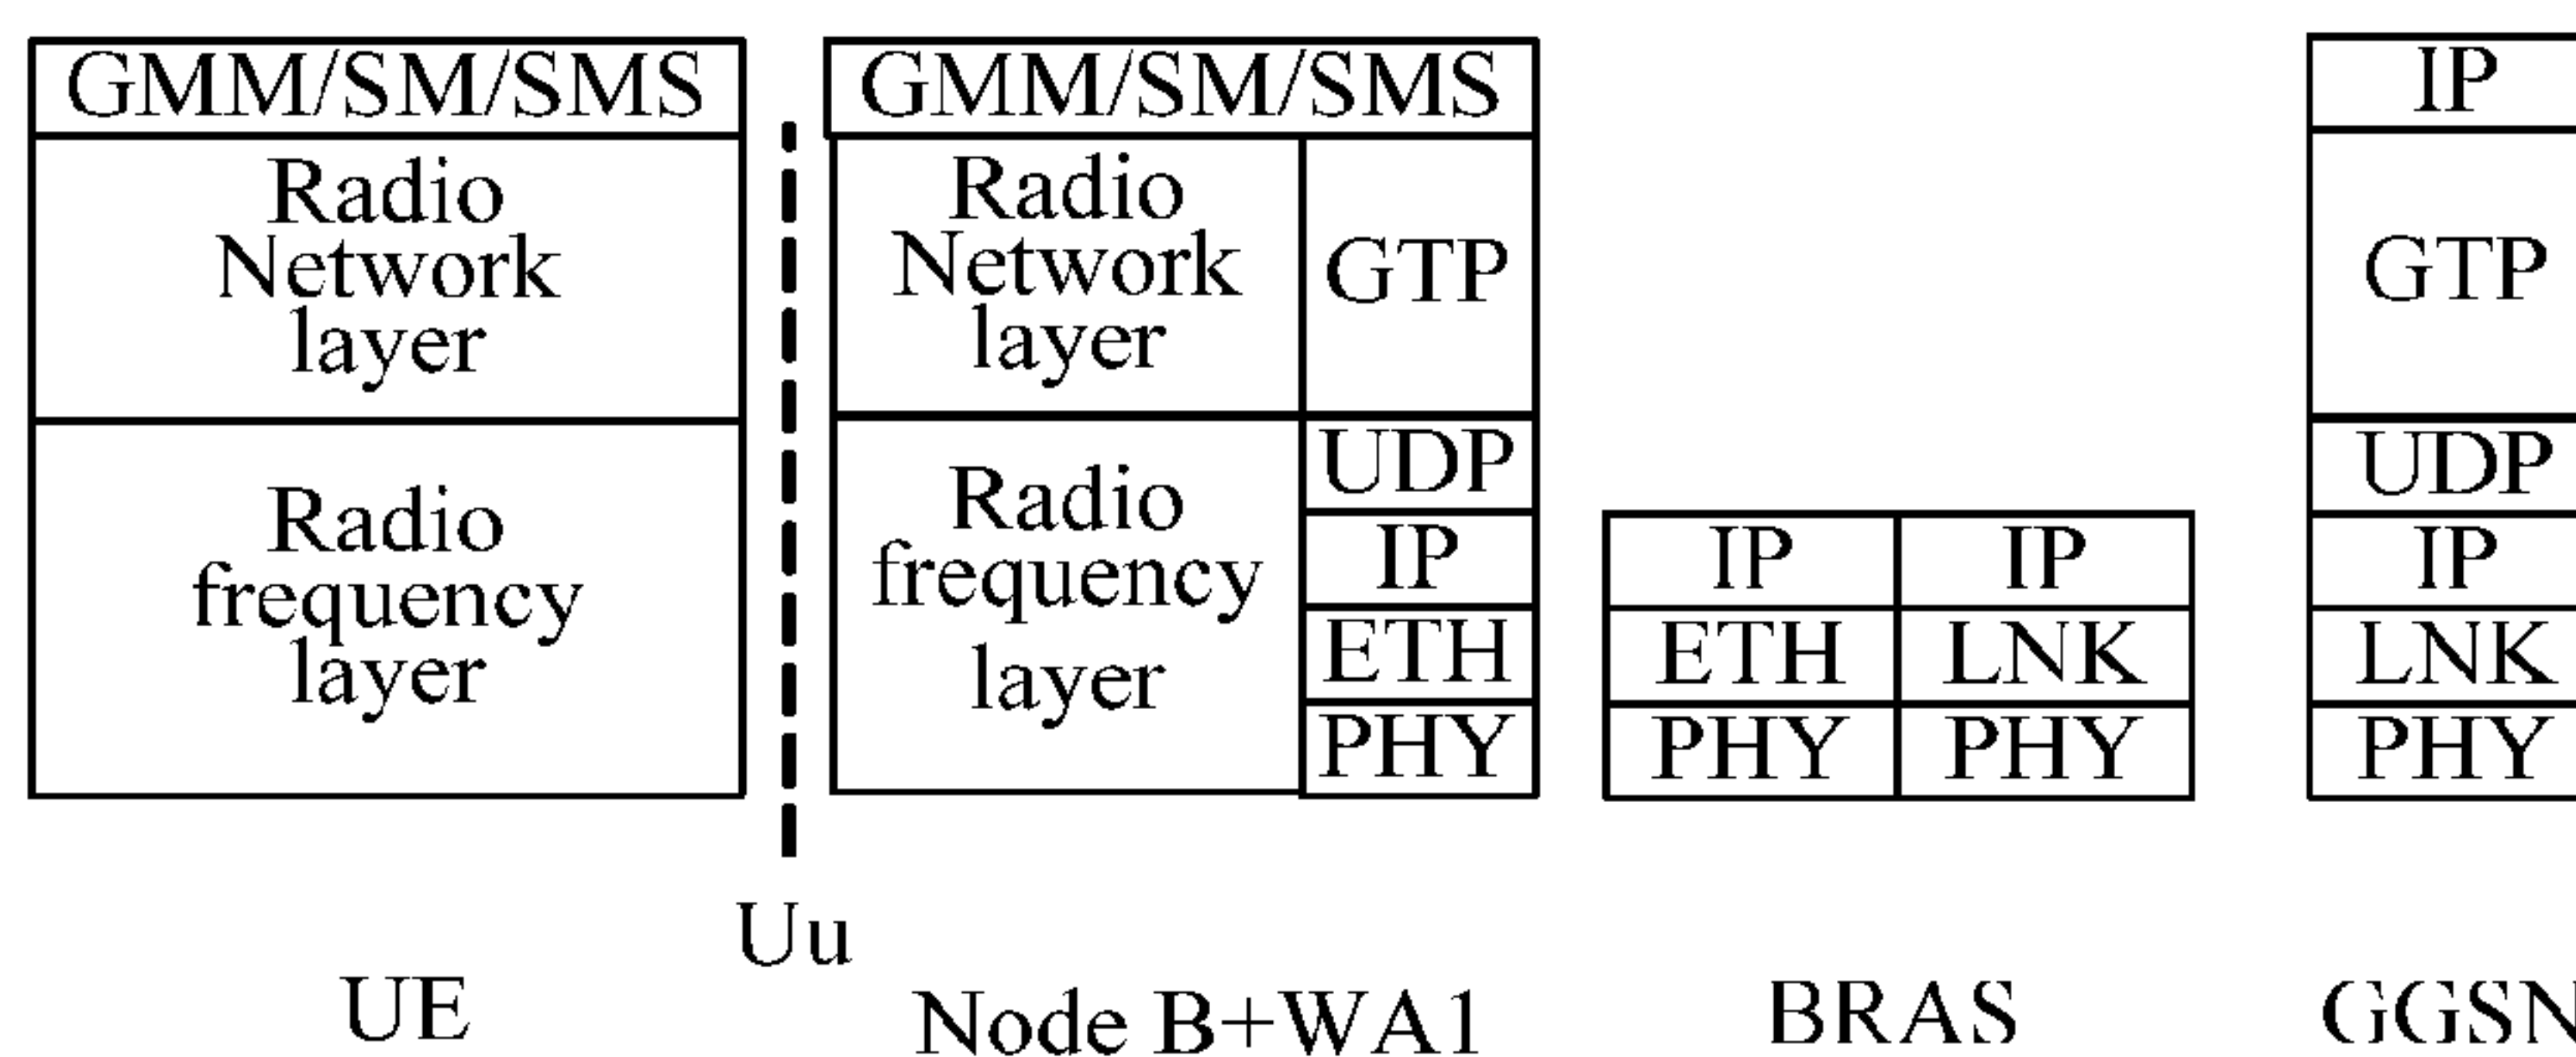 GMM/SM/SMS
Radio
Network
layer
Radio
frequency
layer
UE
Uu
GMM/SM/SMS
Radio
Network
layer
GTP
Radio
frequency
layer
UDP
IP
ETH
PHY
Node B+WA1
IP
IP
ETH
LNK
PHY
PHY
BRAS
IP
GTP
UDP
IP
LNK
PHY
GGSN